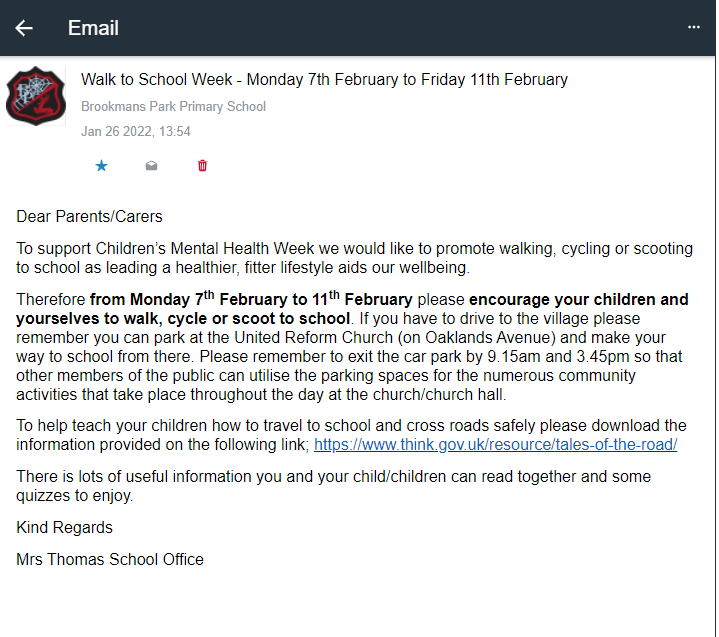 Email
Walk to School Week - Monday 7th February to Friday 11th February
Brookmans Park Primary School
Jan 26 2022, 13:54
Dear Parents/Carers
To support Children’s Mental Health Week we would like to promote walking, cycling or scooting
to school as leading a healthier, fitter lifestyle aids our wellbeing.
Therefore from Monday 7th February to 11th February please encourage your children and
yourselves to walk, cycle or scoot to school. If you have to drive to the village please
remember you can park at the United Reform Church (on Oaklands Avenue) and make your
way to school from there. Please remember to exit the car park by 9.15am and 3.45pm so that
other members of the public can utilise the parking spaces for the numerous community
activities that take place throughout the day at the church/church hall.
To help teach your children how to travel to school and cross roads safely please download the
information provided on the following link; https://www.think.gov.uk/resource/tales-of-the-road/
There is lots of useful information you and your child/children can read together and some
quizzes to enjoy.
Kind Regards
Mrs Thomas School Office